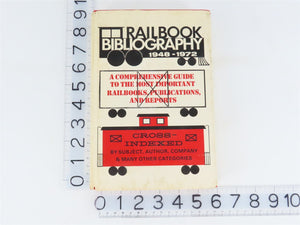 RAILBOOK
BIBLIOGRAPHY
1948-1972
A COMPREHENSIVE GUIDE
TO THE MOST IMPORTANT
RAILBOOKS, PUBLICATIONS,
AND REPORTS
CROSS-
INDEXED
BY SUBJECT, AUTHOR, COMPANY
& MANY OTHER CATEGORIES
0 1 2 3 4 5 6 7 8 9 10
0 1 2 3 4 5 6 7 8 9 10